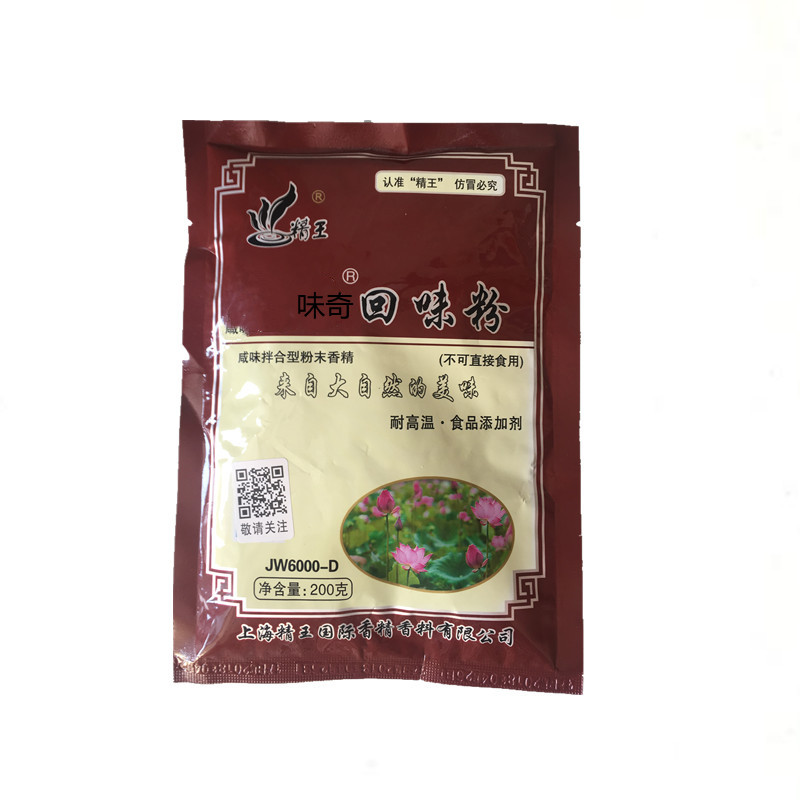 认准“精王” 仿冒必究
®
精王
®
味奇 回味粉
咸味拌合型粉末香精 (不可直接食用)
来自大自然的美味
耐高温·食品添加剂
敬请关注
JW6000-D
净含量:200克
上海精王国际香精香料有限公司